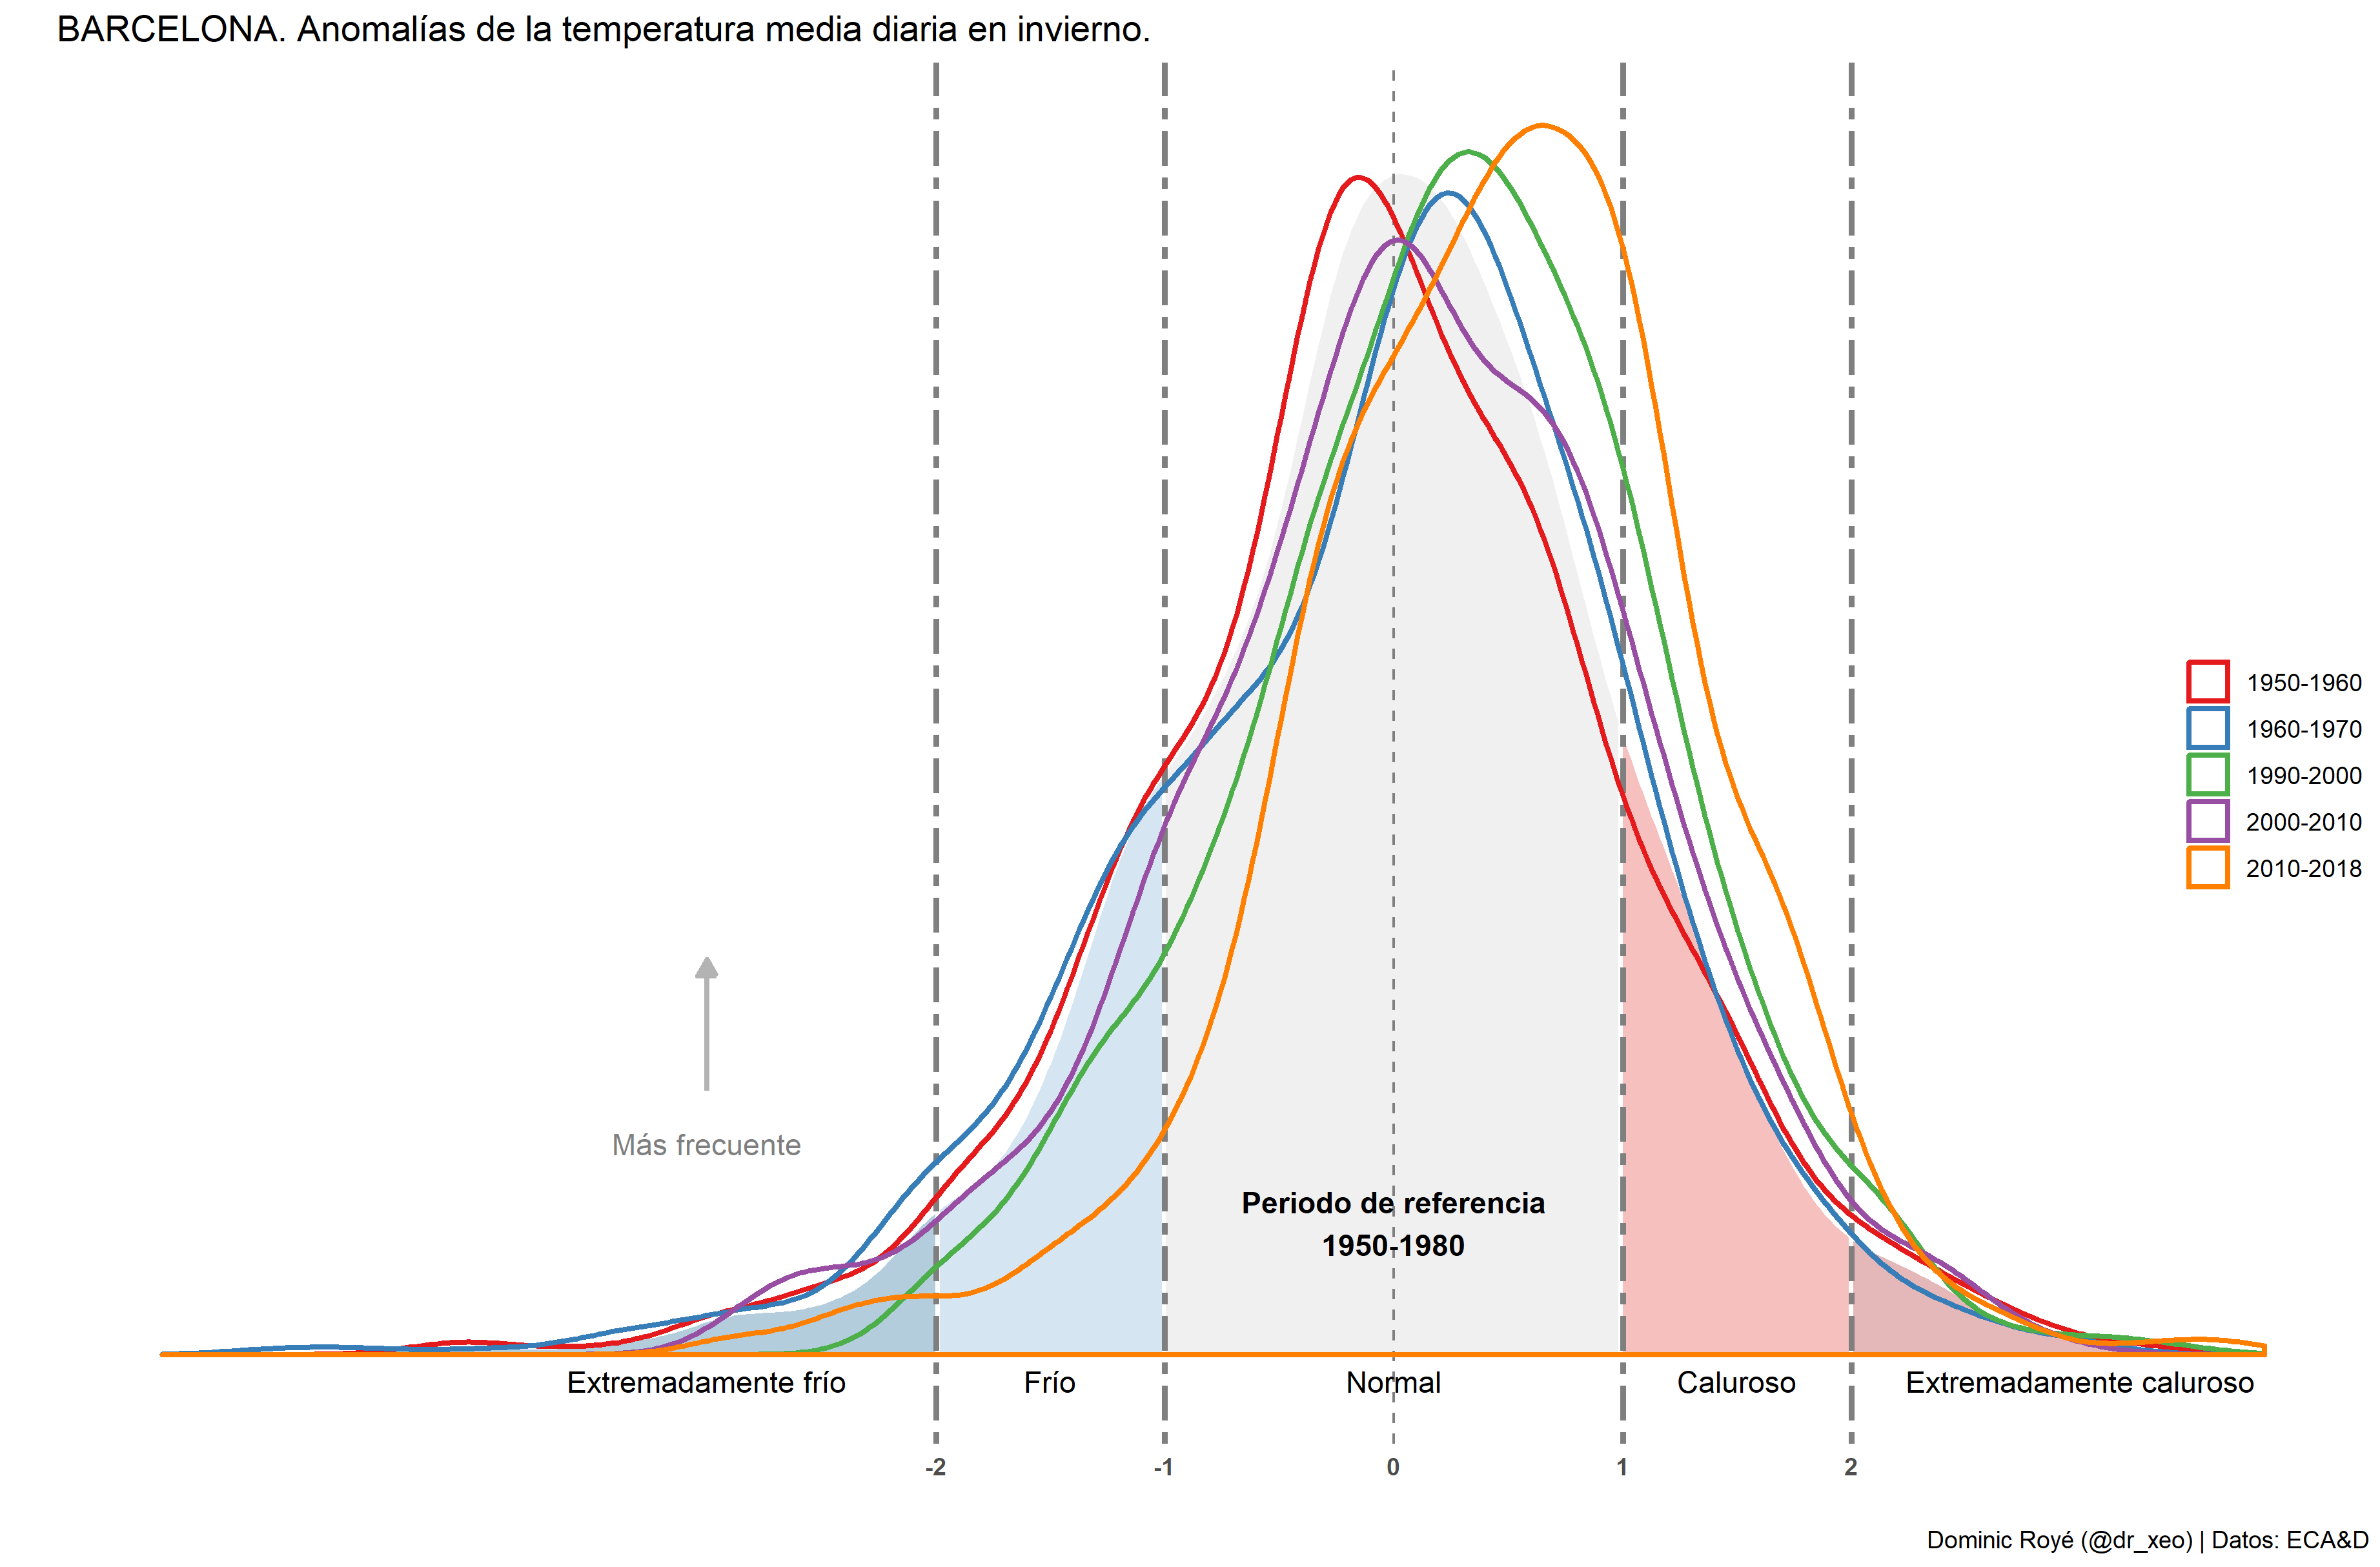 BARCELONA. Anomalías de la temperatura media diaria en invierno.
1950-1960
1960-1970
1990-2000
2000-2010
2010-2018
Más frecuente
Periodo de referencia
1950-1980
Extremadamente frío
Frío
Normal
Caluroso
Extremadamente caluroso
-2
-1
0
1
2
Dominic Royé (@dr_xeo) | Datos: ECA&D